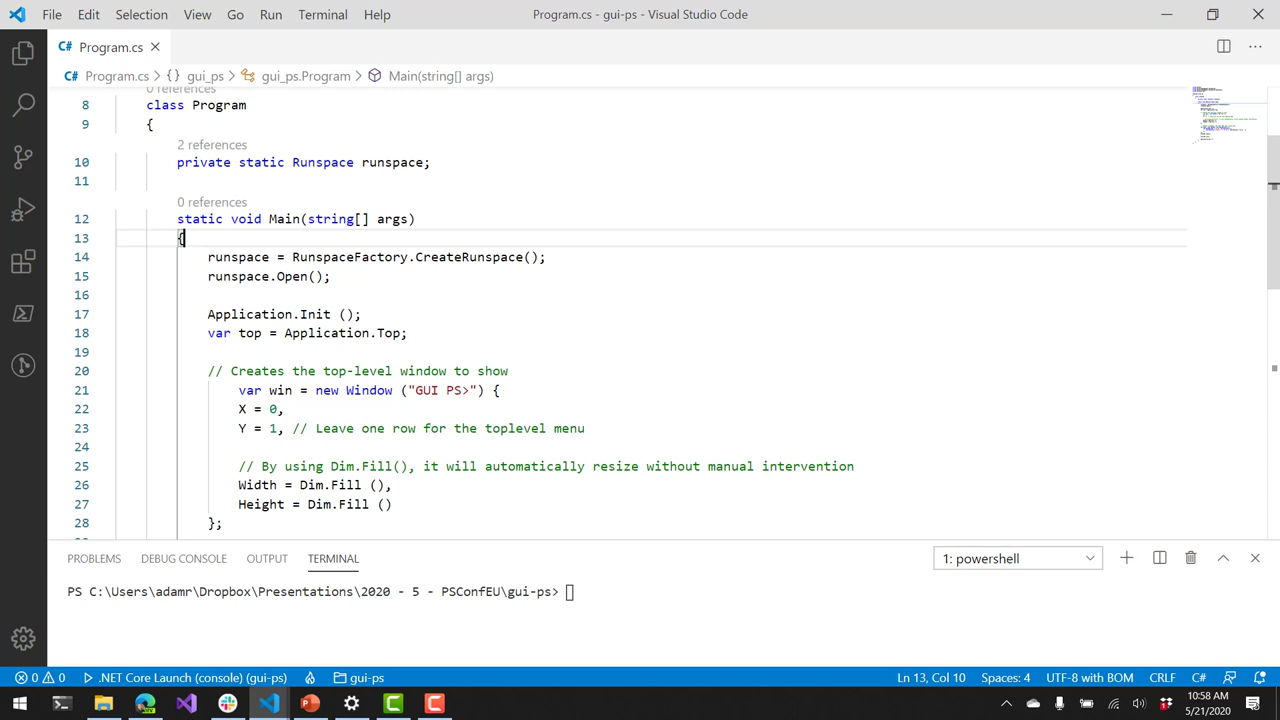 File Edit Selection View Go Run Terminal Help Program.cs - gui-ps - Visual Studio Code
C# Program.cs
C# Program.cs > {} gui_ps > gui_ps.Program > Main(string[] args)
0 references
8 class Program
9 {
2 references
10 private static Runspace runspace;
11
0 references
12 static void Main(string[] args)
13 {
14 runspace = RunspaceFactory.CreateRunspace();
15 runspace.Open();
16
17 Application.Init ();
18 var top = Application.Top;
19
20 // Creates the top-level window to show
21 var win = new Window ("GUI PS>") {
22 X = 0,
23 Y = 1, // Leave one row for the toplevel menu
24
25 // By using Dim.Fill(), it will automatically resize without manual intervention
26 Width = Dim.Fill (),
27 Height = Dim.Fill ()
28 };
PROBLEMS DEBUG CONSOLE OUTPUT TERMINAL 1: powershell
PS C:\Users\adamr\Dropbox\Presentations\2020 - 5 - PSConfEU\gui-ps>
0 0 .NET Core Launch (console) (gui-ps) gui-ps Ln 13, Col 10 Spaces: 4 UTF-8 with BOM CRLF C#
10:58 AM
5/21/2020